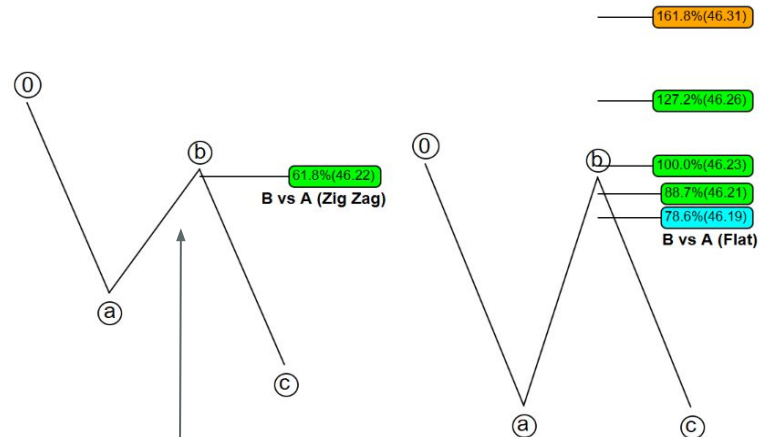 0
a
b
c
61.8%(46.22)
B vs A (Zig Zag)
0
a
b
c
161.8%(46.31)
127.2%(46.26)
100.0%(46.23)
88.7%(46.21)
78.6%(46.19)
B vs A (Flat)